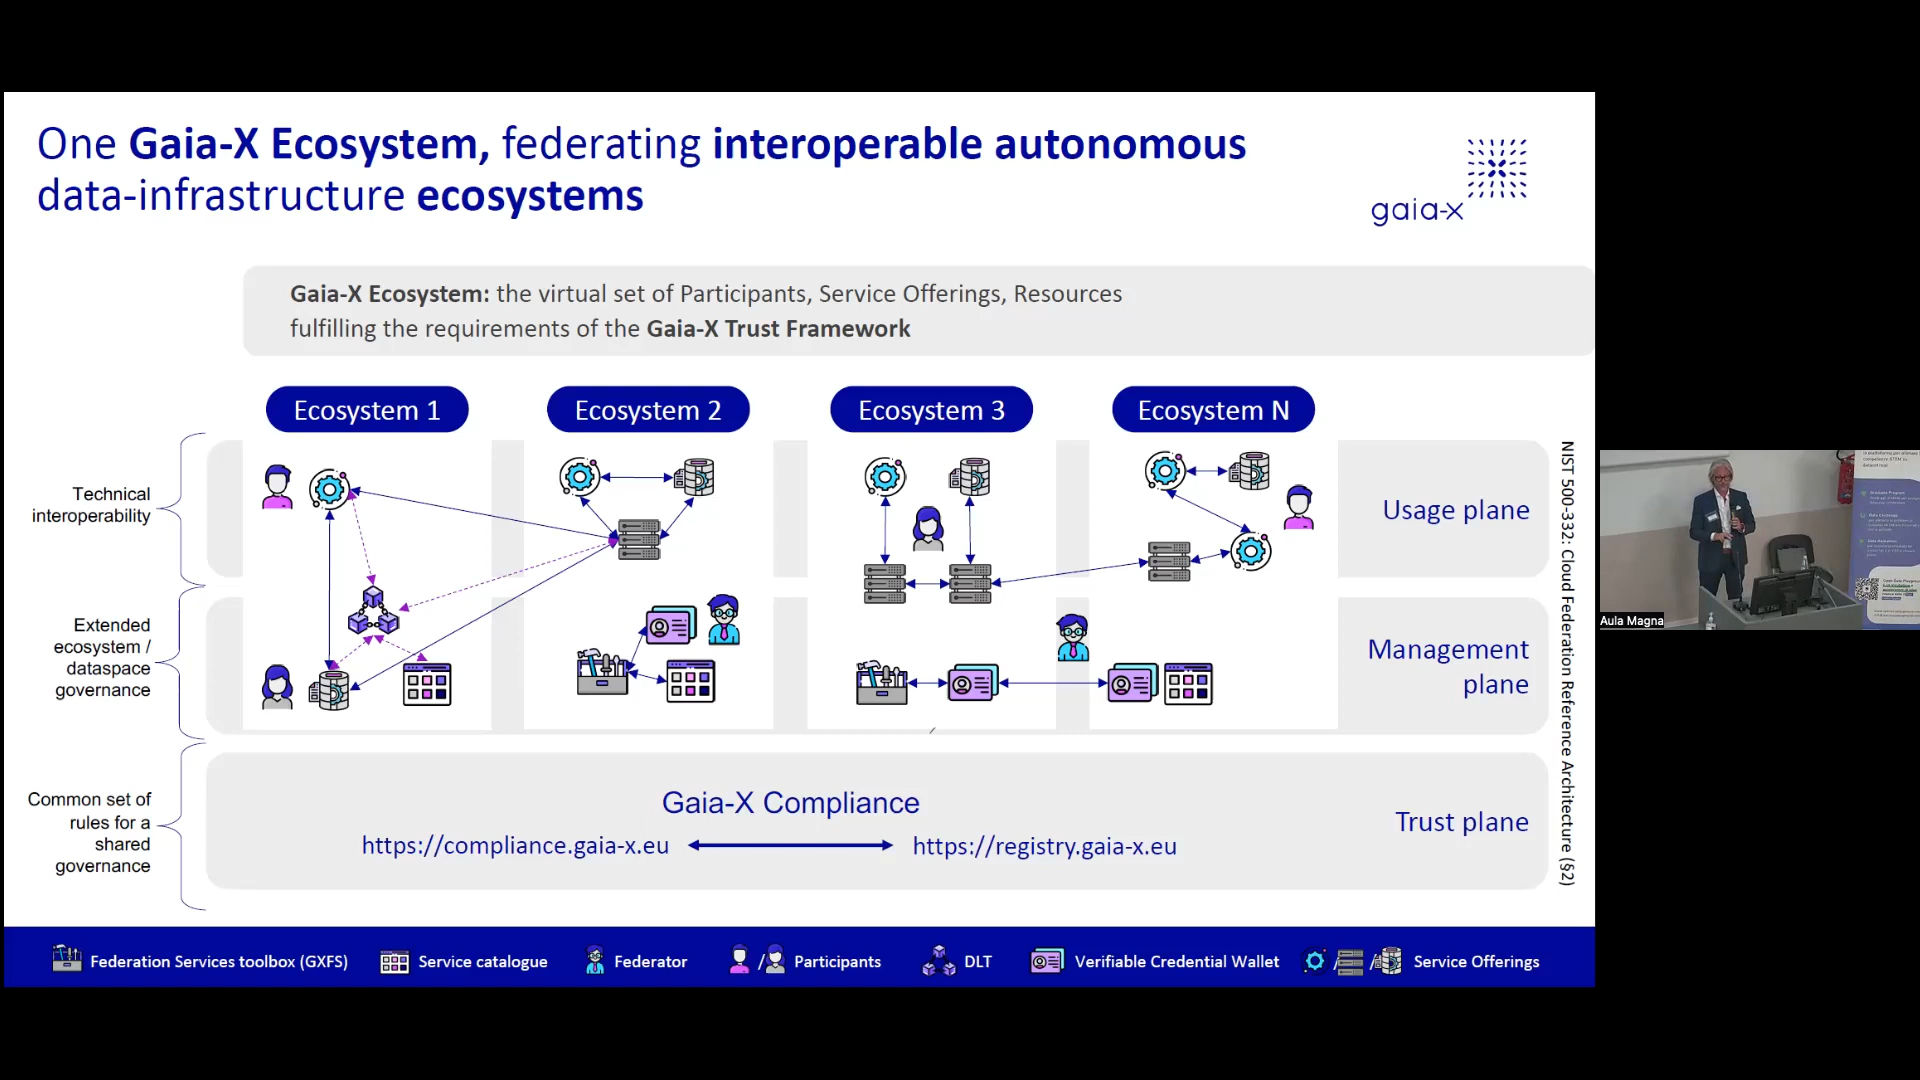 One Gaia-X Ecosystem, federating interoperable autonomous
data-infrastructure ecosystems
gaia-x
Gaia-X Ecosystem: the virtual set of Participants, Service Offerings, Resources
fulfilling the requirements of the Gaia-X Trust Framework
Ecosystem 1
Ecosystem 2
Ecosystem 3
Ecosystem N
Technical
interoperability
Usage plane
Extended
ecosystem /
dataspace
governance
Management
plane
Common set of
rules for a
shared
governance
Gaia-X Compliance
https://compliance.gaia-x.eu
https://registry.gaia-x.eu
Trust plane
NIST 500-332: Cloud Federation Reference Architecture (§2)
Federation Services toolbox (GXFS)
Service catalogue
Federator
/
Participants
DLT
Verifiable Credential Wallet
/ /
Service Offerings
Aula Magna